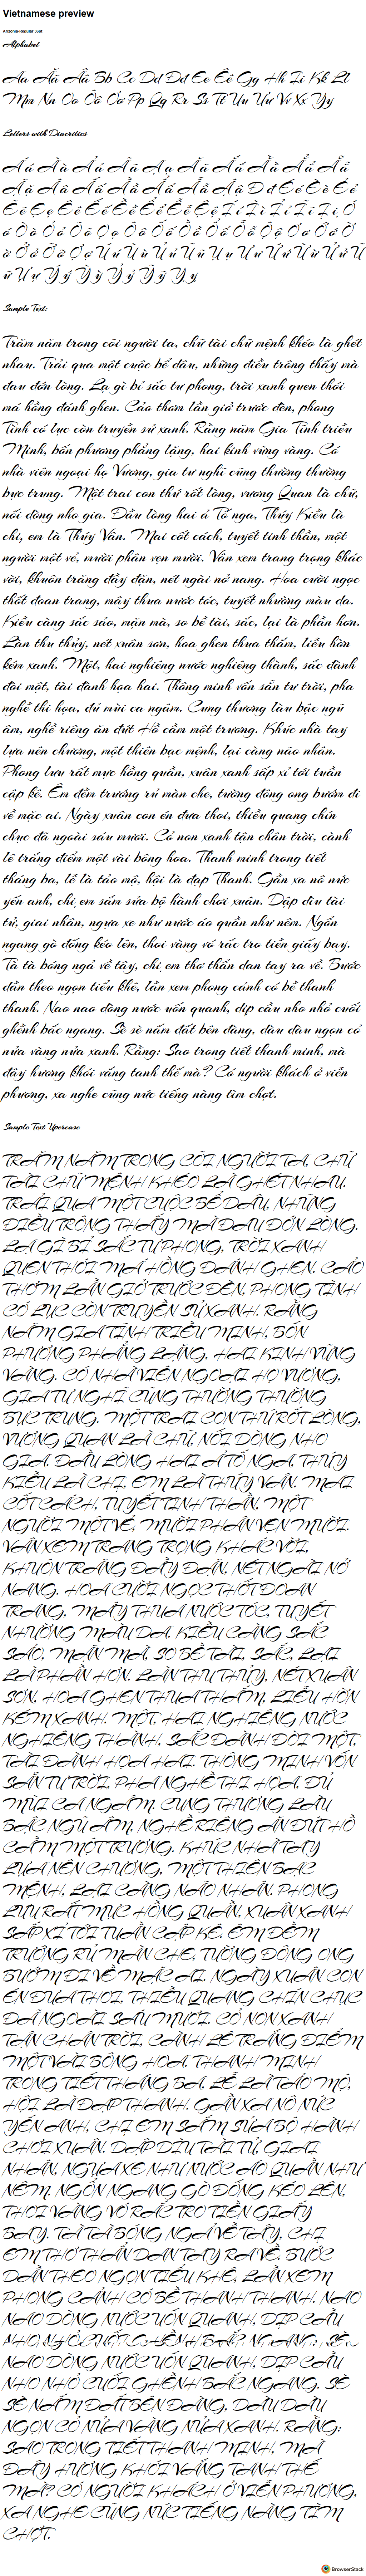 Vietnamese preview
Arizonia-Regular 36pt
Alphabet
Aa Ăă Ââ Bb Cc Dd Đđ Ee Êê Gg Hh Ii Kk Ll
Mm Nn Oo Ôô Ơơ Pp Qq Rr Ss Tt Uu Ưư Vv Xx Yy
Letters with Diacritics
Á á À à Ả ả Ã ã Ạ ạ Ă ă Ắ ắ Ằ ằ Ẳ ẳ Ẵ ẵ
Ặ ặ Â â Ấ ấ Ầ ầ Ẩ ẩ Ẫ ẫ Ậ ậ Đ đ É é È è Ẻ ẻ
Ẽ ẽ Ẹ ẹ Ê ê Ế ế Ề ề Ể ể Ễ ễ Ệ ệ Í í Ì ì Ỉ ỉ Ĩ ĩ Ị ị Ó
ó Ò ò Ỏ ỏ Õ õ Ọ ọ Ô ô Ố ố Ồ ồ Ổ ổ Ỗ ỗ Ộ ộ Ơ ơ Ớ ớ Ờ
ờ Ở ở Ỡ ỡ Ợ ợ Ú ú Ù ù Ủ ủ Ũ ũ Ụ ụ Ư ư Ứ ứ Ừ ừ Ử ử Ữ
ữ Ự ự Ý ý Ỳ ỳ Ỷ ỷ Ỹ ỹ Ỵ ỵ
Sample Text:
Trăm năm trong cõi người ta, chữ tài chữ mệnh khéo là ghét
nhau. Trải qua một cuộc bể dâu, những điều trông thấy mà
đau đớn lòng. Lạ gì bỉ sắc tư phong, trời xanh quen thói
má hồng đánh ghen. Cảo thơm lần giở trước đèn, phong
Tình có lục còn truyền sử xanh. Rằng năm Gia Tĩnh triều
Minh, bốn phương phẳng lặng, hai kinh vững vàng. Có
nhà viên ngoại họ Vương, gia tư nghĩ cũng thường thường
bực trung. Một trai con thứ rốt lòng, vương Quan là chữ,
nối dòng nho gia. Đầu lòng hai ả Tố nga, Thúy Kiều là
chị, em là Thúy Vân. Mai cốt cách, tuyết tinh thần, một
người một vẻ, mười phân vẹn mười. Vân xem trang trọng khác
vời, khuôn trăng đầy đặn, nét ngài nở nang. Hoa cười ngọc
thốt đoan trang, mây thua nước tóc, tuyết nhường màu da.
Kiều càng sắc sảo, mặn mà, so bề tài, sắc, lại là phần hơn.
Làn thu thủy, nét xuân sơn, hoa ghen thua thắm, liễu hờn
kém xanh. Một, hai nghiêng nước nghiêng thành, sắc đành
đòi một, tài đành họa hai. Thông minh vốn sẵn tư trời, pha
nghề thi họa, đủ mùi ca ngâm. Cung thương làu bậc ngũ
âm, nghề riêng ăn đứt Hồ cầm một trương. Khúc nhà tay
lựa nên chương, một thiên bạc mệnh, lại càng não nhân.
Phong lưu rất mực hồng quần, xuân xanh sấp xỉ tới tuần
cập kê. Êm đềm trướng rủ màn che, tường đông ong bướm đi
về mặc ai. Ngày xuân con én đưa thoi, thiều quang chín
chục đã ngoài sáu mươi. Cỏ non xanh tận chân trời, cành
lê trắng điểm một vài bông hoa. Thanh minh trong tiết
tháng ba, lễ là tảo mộ, hội là đạp Thanh. Gần xa nô nức
yến anh, chị em sắm sửa bộ hành chơi xuân. Dập dìu tài
tử, giai nhân, ngựa xe như nước áo quần như nêm. Ngổn
ngang gò đống kéo lên, thoi vàng vó rắc tro tiền giấy bay.
Tà tà bóng ngả về tây, chị em thơ thẩn dan tay ra về. Bước
dần theo ngọn tiểu khê, lần xem phong cảnh có bề thanh
thanh. Nao nao dòng nước uốn quanh, dịp cầu nho nhỏ cuối
ghềnh bắc ngang. Sè sè nấm đất bên đàng, dàu dàu ngọn cỏ
nửa vàng nửa xanh. Rằng: Sao trong tiết thanh minh, mà
đây hương khói vắng tanh thế mà? Có người khách ở viễn
phương, xa nghe cũng nức tiếng nàng tìm chơi.
Sample Text Upercase
TRĂM NĂM TRONG CÕI NGƯỜI TA, CHỮ
TÀI CHỮ MỆNH KHÉO LÀ GHÉT NHAU.
TRẢI QUA MỘT CUỘC BỂ DÂU, NHỮNG
ĐIỀU TRÔNG THẤY MÀ ĐAU ĐỚN LÒNG.
LẠ GÌ BỈ SẮC TƯ PHONG, TRỜI XANH
QUEN THÓI MÁ HỒNG ĐÁNH GHEN. CẢO
THƠM LẦN GIỞ TRƯỚC ĐÈN, PHONG TÌNH
CÓ LỤC CÒN TRUYỀN SỬ XANH. RẰNG
NĂM GIA TĨNH TRIỀU MINH, BỐN
PHƯƠNG PHẲNG LẶNG, HAI KINH VỮNG
VÀNG. CÓ NHÀ VIÊN NGOẠI HỌ VƯƠNG,
GIA TƯ NGHĨ CŨNG THƯỜNG THƯỜNG
BỰC TRUNG. MỘT TRAI CON THỨ RỐT LÒNG,
VƯƠNG QUAN LÀ CHỮ, NỐI DÒNG NHO
GIA. ĐẦU LÒNG HAI Ả TỐ NGA, THÚY
KIỀU LÀ CHỊ, EM LÀ THÚY VÂN. MAI
CỐT CÁCH, TUYẾT TINH THẦN, MỘT
NGƯỜI MỘT VẺ, MƯỜI PHÂN VẸN MƯỜI.
VÂN XEM TRANG TRỌNG KHÁC VỜI,
KHUÔN TRĂNG ĐẦY ĐẶN, NÉT NGÀI NỞ
NANG. HOA CƯỜI NGỌC THỐT ĐOAN
TRANG, MÂY THUA NƯỚC TÓC, TUYẾT
NHƯỜNG MÀU DA. KIỀU CÀNG SẮC
SẢO, MẶN MÀ, SO BỀ TÀI, SẮC, LẠI
LÀ PHẦN HƠN. LÀN THU THỦY, NÉT XUÂN
SƠN, HOA GHEN THUA THẮM, LIỄU HỜN
KÉM XANH. MỘT, HAI NGHIÊNG NƯỚC
NGHIÊNG THÀNH, SẮC ĐÀNH ĐÒI MỘT,
TÀI ĐÀNH HỌA HAI. THÔNG MINH VỐN
SẴN TƯ TRỜI, PHA NGHỀ THI HỌA, ĐỦ
MÙI CA NGÂM. CUNG THƯƠNG LÀU
BẬC NGŨ ÂM, NGHỀ RIÊNG ĂN ĐỨT HỒ
CẦM MỘT TRƯƠNG. KHÚC NHÀ TAY
LỰA NÊN CHƯƠNG, MỘT THIÊN BẠC
MỆNH, LẠI CÀNG NÃO NHÂN. PHONG
LƯU RẤT MỰC HỒNG QUẦN, XUÂN XANH
SẤP XỈ TỚI TUẦN CẬP KÊ. ÊM ĐỀM
TRƯỚNG RỦ MÀN CHE, TƯỜNG ĐÔNG ONG
BƯỚM ĐI VỀ MẶC AI. NGÀY XUÂN CON
ÉN ĐƯA THOI, THIỀU QUANG CHÍN CHỤC
ĐÃ NGOÀI SÁU MƯƠI. CỎ NON XANH
TẬN CHÂN TRỜI, CÀNH LÊ TRẮNG ĐIỂM
MỘT VÀI BÔNG HOA. THANH MINH
TRONG TIẾT THÁNG BA, LỄ LÀ TẢO MỘ,
HỘI LÀ ĐẠP THANH. GẦN XA NÔ NỨC
YẾN ANH, CHỊ EM SẮM SỬA BỘ HÀNH
CHƠI XUÂN. DẬP DÌU TÀI TỬ, GIAI
NHÂN, NGỰA XE NHƯ NƯỚC ÁO QUẦN NHƯ
NÊM. NGỔN NGANG GÒ ĐỐNG KÉO LÊN,
THOI VÀNG VÓ RẮC TRO TIỀN GIẤY
BAY. TÀ TÀ BÓNG NGẢ VỀ TÂY, CHỊ
EM THƠ THẨN DAN TAY RA VỀ. BƯỚC
DẦN THEO NGỌN TIỂU KHÊ, LẦN XEM
PHONG CẢNH CÓ BỀ THANH THANH. NAO
NAO DÒNG NƯỚC UỐN QUANH, DỊP CẦU
NAO DÒNG NƯỚC UỐN QUANH, DỊP CẦU
NHO NHỎ CUỐI GHỀNH BẮC NGANG. SÈ
SÈ NẤM ĐẤT BÊN ĐÀNG, DÀU DÀU
NGỌN CỎ NỬA VÀNG NỬA XANH. RẰNG:
SAO TRONG TIẾT THANH MINH, MÀ
ĐÂY HƯƠNG KHÓI VẮNG TANH THẾ
MÀ? CÓ NGƯỜI KHÁCH Ở VIỄN PHƯƠNG,
XA NGHE CŨNG NỨC TIẾNG NÀNG TÌM
CHƠI.
BrowserStack